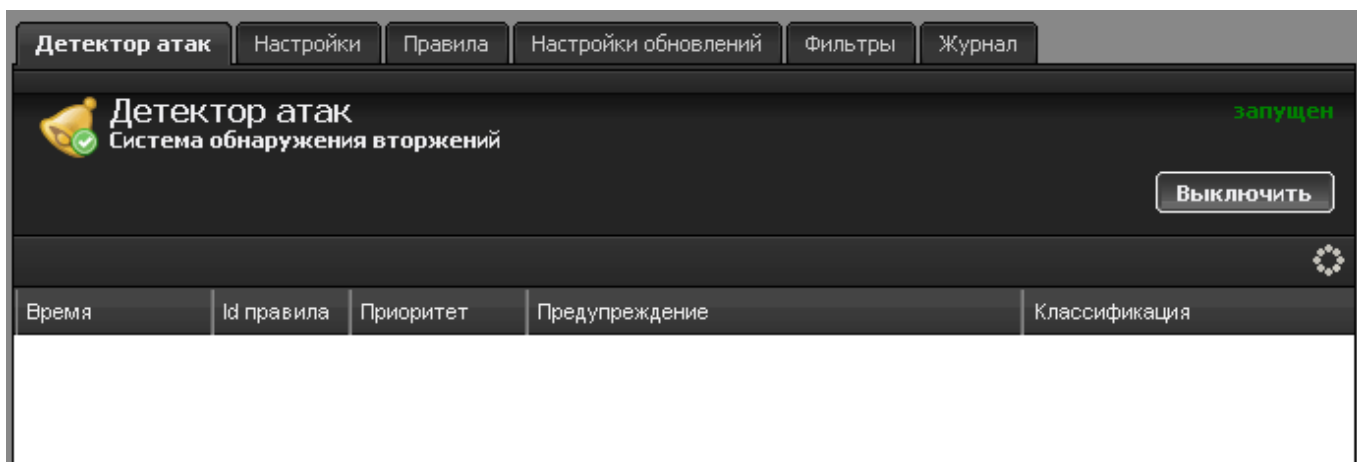 Детектор атак Настройки Правила Настройки обновлений Фильтры Журнал
Детектор атак
запущен
Система обнаружения вторжений
Выключить
Время Id правила Приоритет Предупреждение Классификация